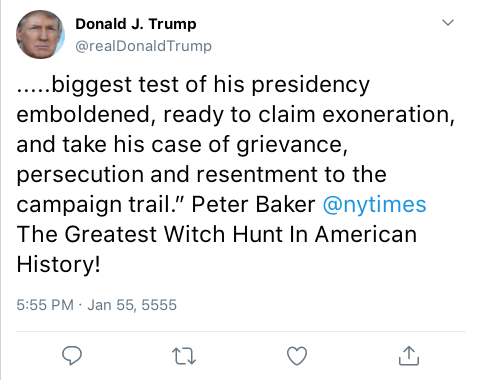 Donald J. Trump
@realDonaldTrump
.....biggest test of his presidency
emboldened, ready to claim exoneration,
and take his case of grievance,
persecution and resentment to the
campaign trail.” Peter Baker @nytimes
The Greatest Witch Hunt In American
History!
5:55 PM · Jan 55, 5555